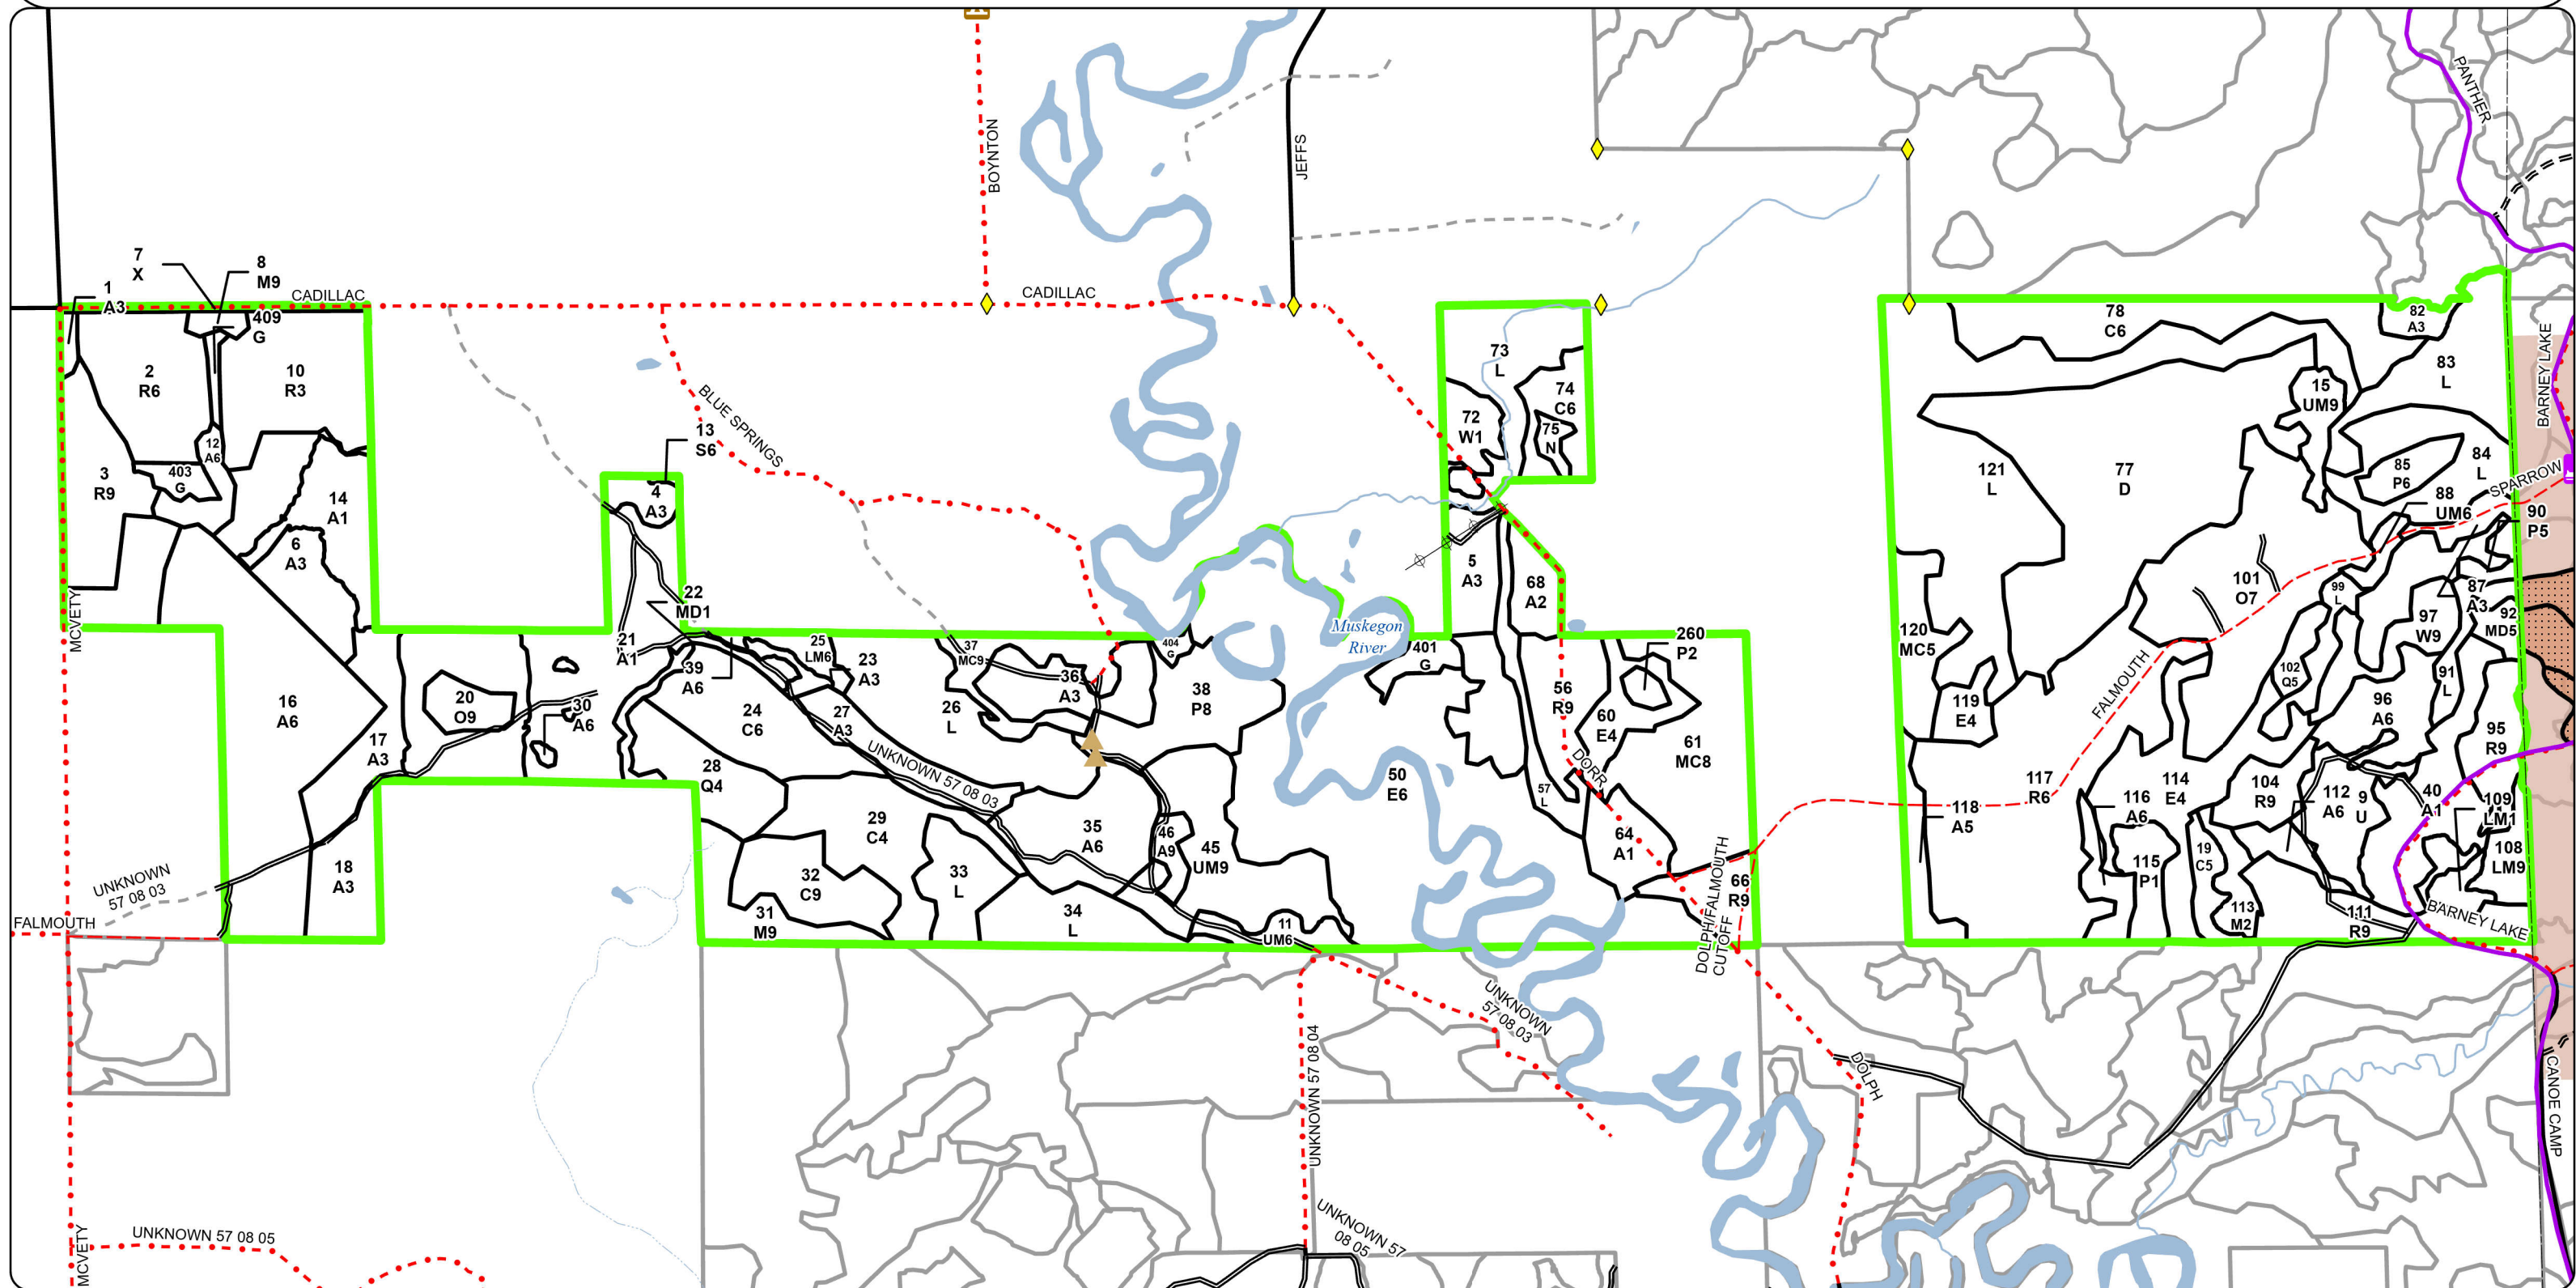 PANTHER
BOYNTON
JEFFS
7
X
8
M9
1
A3
CADILLAC
CADILLAC
409
G
78
C6
82
A3
BARNEY LAKE
2
R6
10
R3
73
L
83
L
15
UM9
74
C6
72
W1
75
N
BLUE SPRINGS
13
S6
12
A6
403
G
3
R9
14
A1
4
A3
121
L
77
D
84
L
85
P6
SPARROW
88
UM6
90
P5
6
A3
5
A3
68
A2
101
O7
99
L
87
A3
92
MD5
97
W9
MCVETY
22
MD1
21
A1
39
A6
25
LM6
23
A3
37
MC9
36
A3
404
G
Muskegon
River
401
G
260
P2
120
MC5
FALMOUTH
102
Q5
91
L
119
E4
96
A6
95
R9
16
A6
20
O9
30
A6
17
A3
24
C6
27
A3
26
L
38
P8
56
R9
60
E4
61
MC8
UNKNOWN 57 08 03
DORR
28
Q4
50
E6
57
L
117
R6
118
A5
114
E4
116
A6
104
R9
112
A6
9
U
40
A1
109
LM1
29
C4
35
A6
46
A9
45
UM9
64
A1
115
P1
19
C5
108
LM9
18
A3
32
C9
33
L
66
R9
UNKNOWN
57 08 03
FALMOUTH
31
M9
34
L
11
UM6
DOLPH/FALMOUTH
CUTOFF
113
M2
111
R9
BARNEY LAKE
UNKNOWN
57 08 03
UNKNOWN 57 08 04
DOLPH
CANOE CAMP
MCVETY
UNKNOWN 57 08 05
UNKNOWN 57
08 05